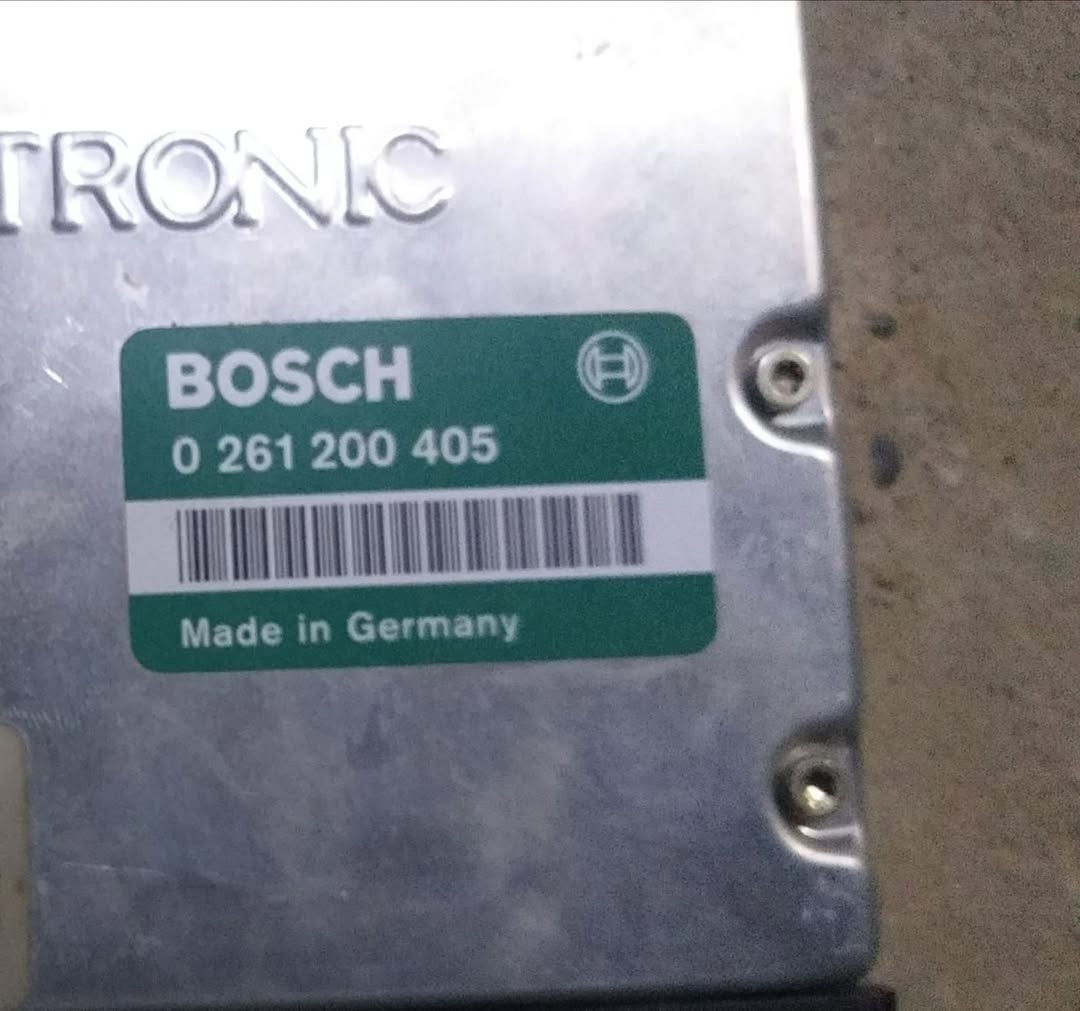 TRONIC
BOSCH
0 261 200 405
Made in Germany